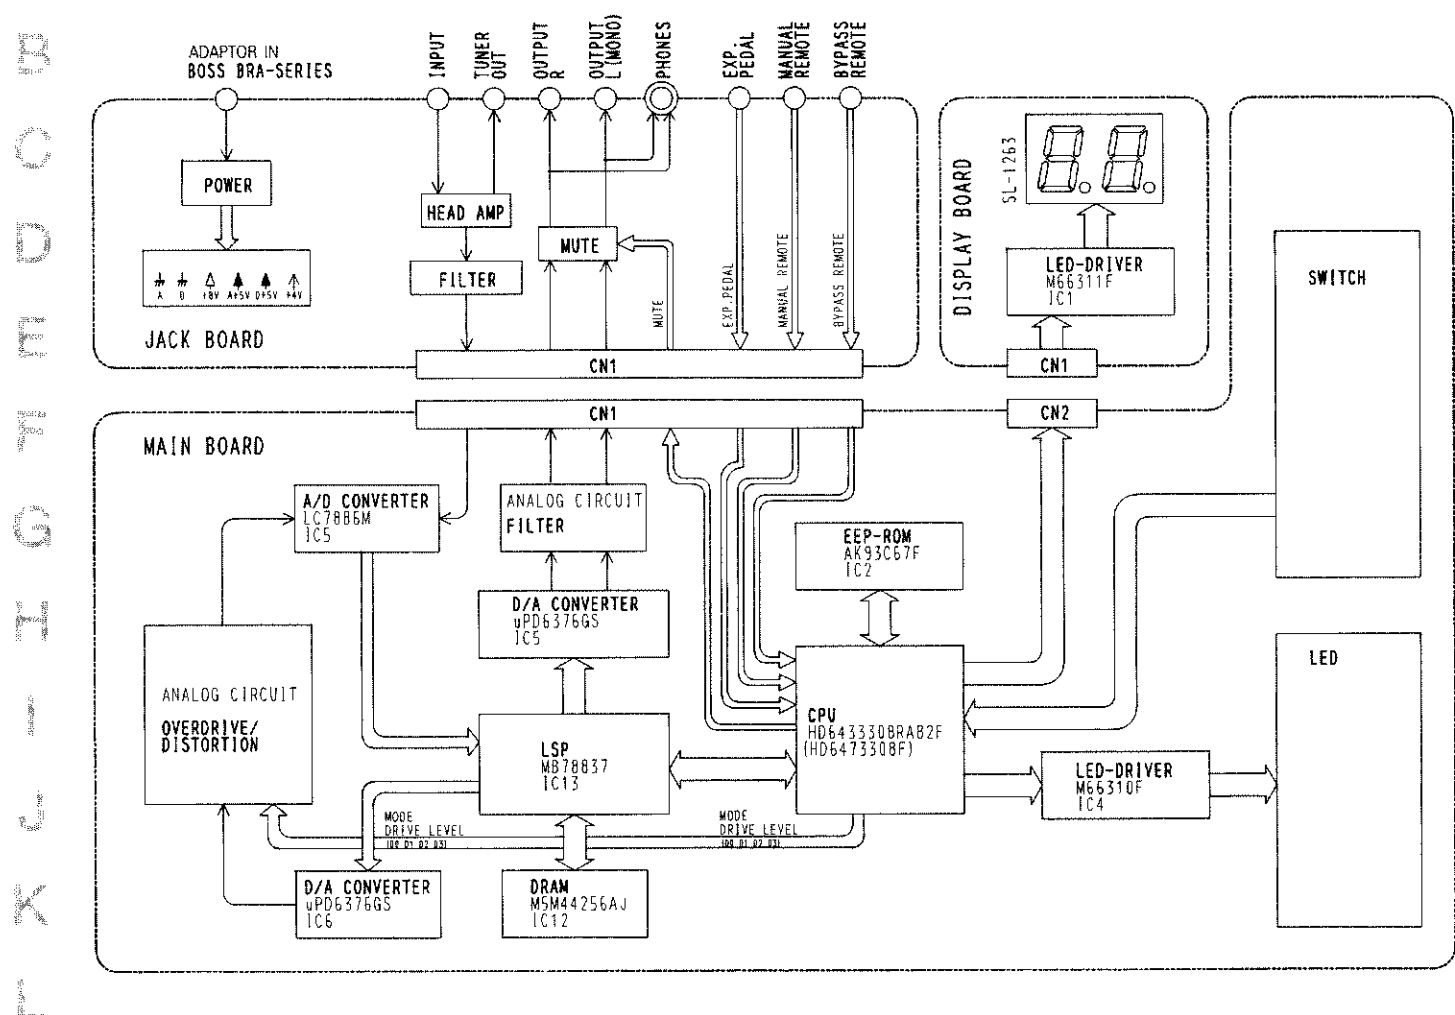 B
C
D
E
F
G
H
I
J
K
ADAPTOR IN
BOSS BRA-SERIES
INPUT
TUNER
OUT
OUTPUT
R
OUTPUT
L(MONO)
PHONES
EXP.
PEDAL
MANUAL
REMOTE
BYPASS
REMOTE
POWER
A D +8V A+5V D+5V +4V
JACK BOARD
HEAD AMP
FILTER
MUTE
MUTE
EXP.PEDAL
MANUAL REMOTE
BYPASS REMOTE
CN1
DISPLAY BOARD
SL-1263
8.8.
LED-DRIVER
M66311F
IC1
CN1
SWITCH
MAIN BOARD
CN1
CN2
A/D CONVERTER
LC7886M
IC5
ANALOG CIRCUIT
FILTER
EEP-ROM
AK93C67F
IC2
D/A CONVERTER
uPD6376GS
IC5
ANALOG CIRCUIT
OVERDRIVE/
DISTORTION
LSP
MB78837
IC13
CPU
HD6433308RA82F
(HD6473308F)
LED-DRIVER
M66310F
IC4
LED
MODE
DRIVE LEVEL
(D0 D1 D2 D3)
MODE
DRIVE LEVEL
(D0 D1 D2 D3)
D/A CONVERTER
uPD6376GS
IC6
DRAM
M5M44256AJ
IC12